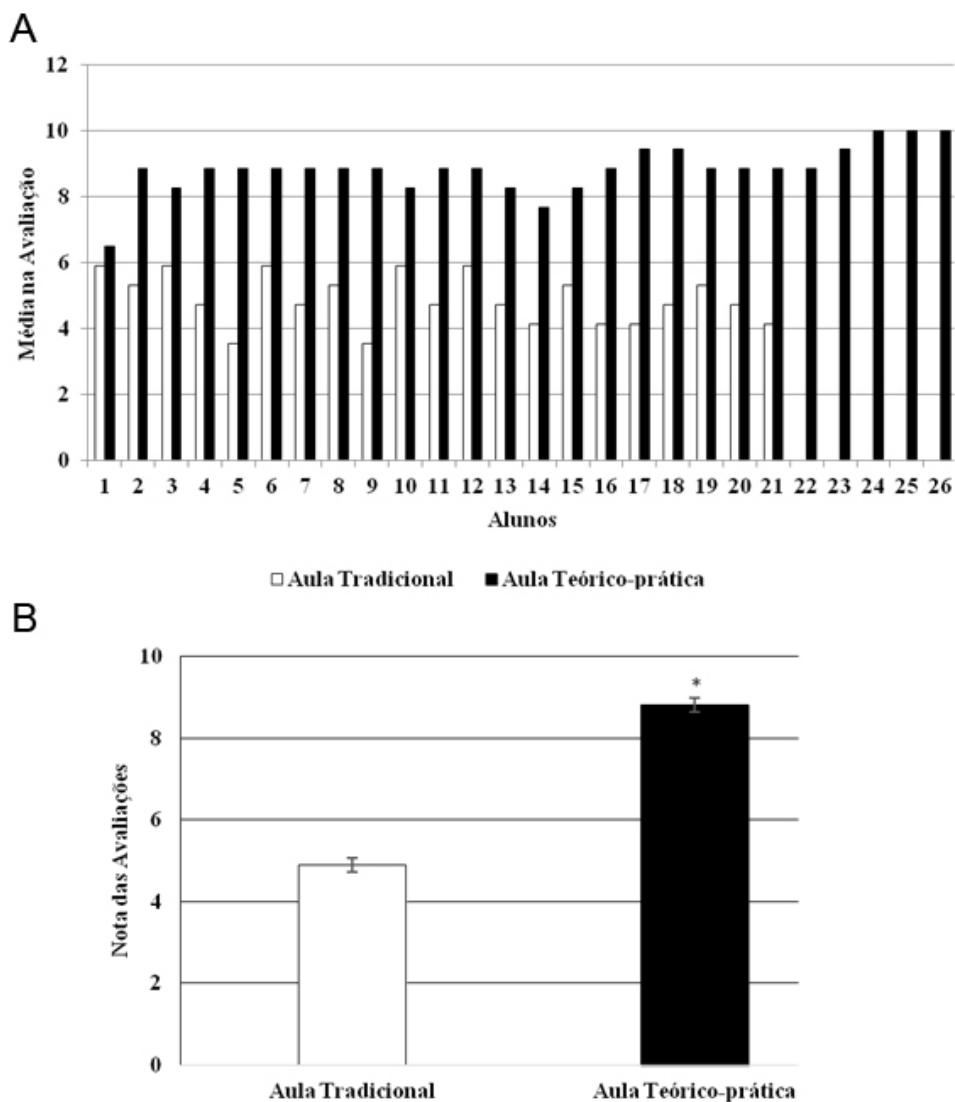 A
12
10
8
6
4
2
0
Média na Avaliação
1 2 3 4 5 6 7 8 9 10 11 12 13 14 15 16 17 18 19 20 21 22 23 24 25 26
Alunos
Aula Tradicional Aula Teórico-prática
B
10
8
6
4
2
0
Nota das Avaliações
*
Aula Tradicional Aula Teórico-prática